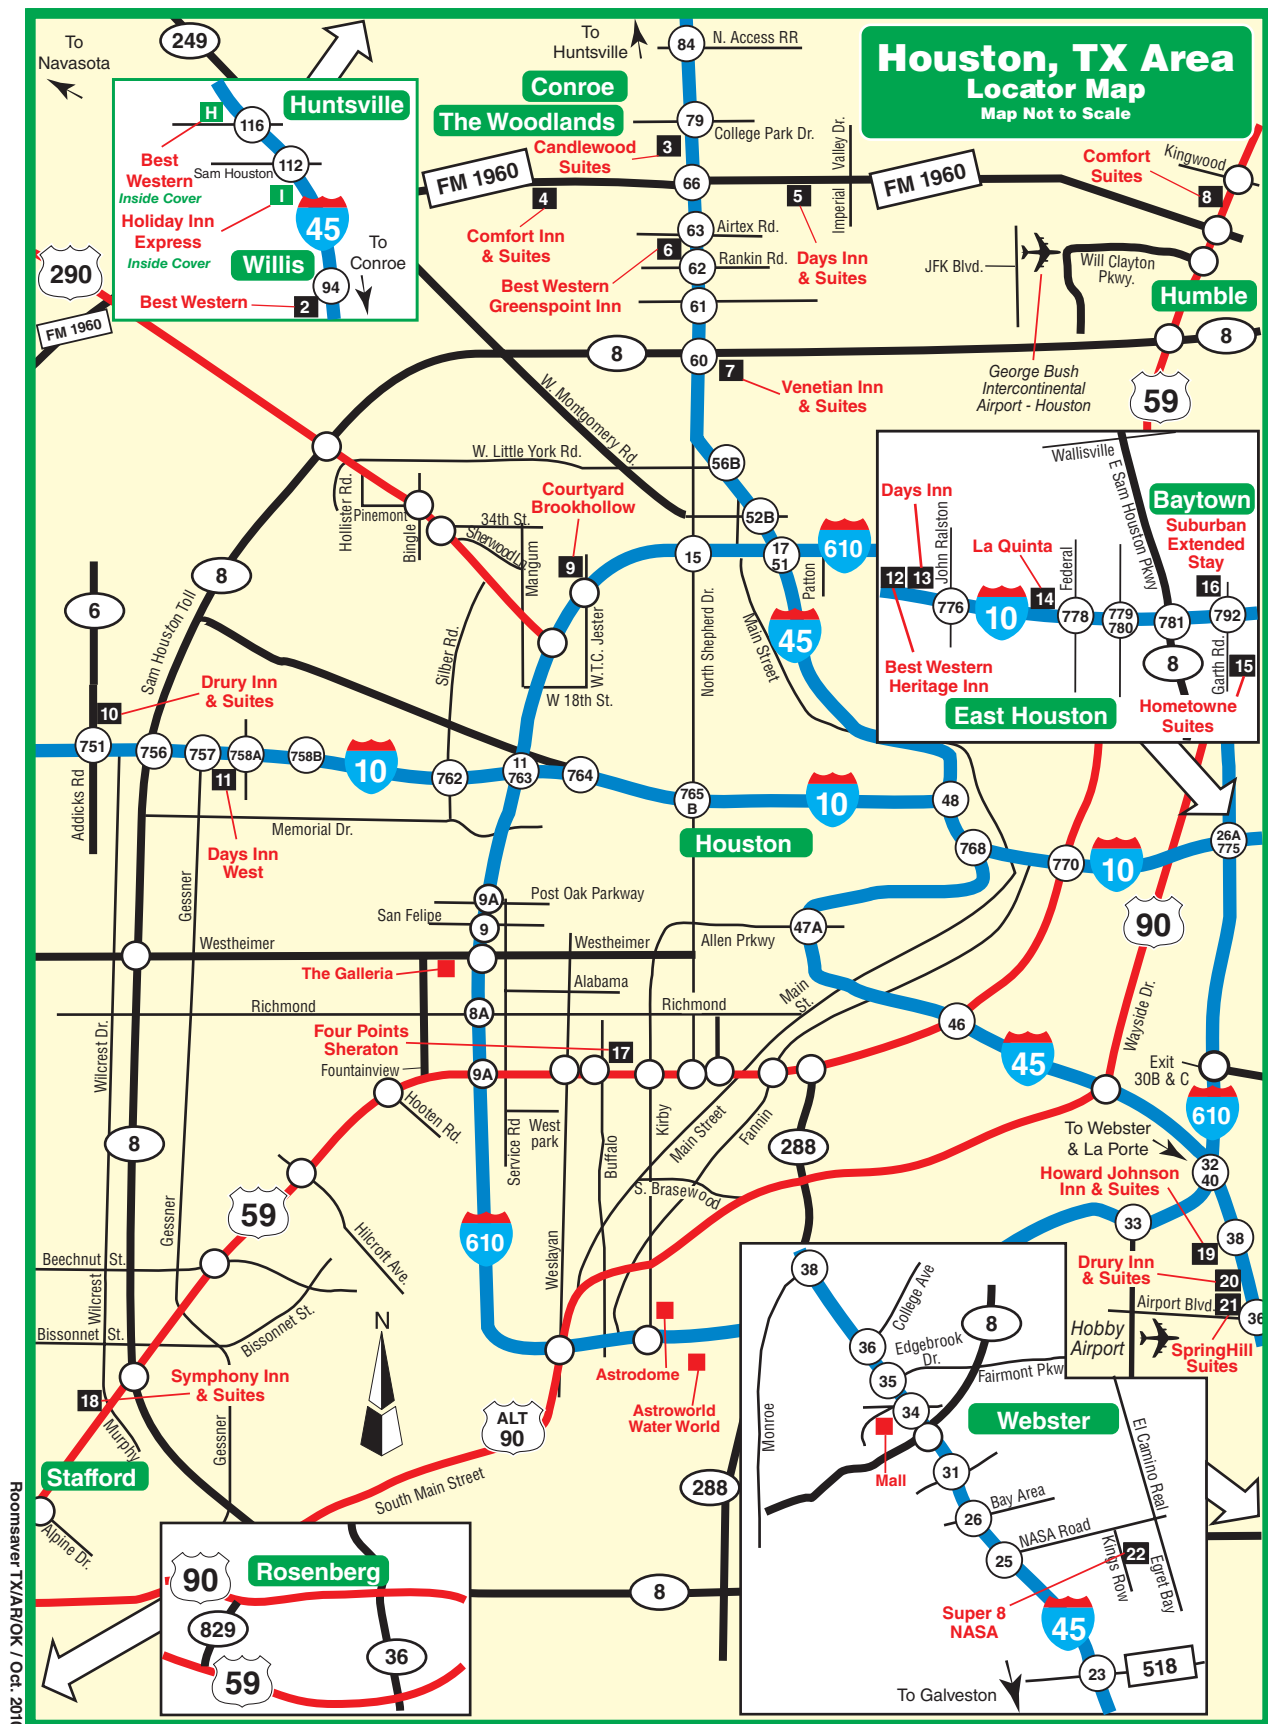 Houston, TX Area
Locator Map
Map Not to Scale
To
Navasota
249
To
Huntsville
84
N. Access RR
Conroe
The Woodlands
79
College Park Dr.
Candlewood
Suites
3
FM 1960
66
4
Comfort Inn
& Suites
5
Days Inn
& Suites
Imperial Valley Dr.
FM 1960
Kingwood
Comfort
Suites
8
H
Huntsville
116
Best
Western
Inside Cover
Sam Houston
112
I
Holiday Inn
Express
Inside Cover
45
Willis
To
Conroe
94
Best Western
2
290
FM 1960
63
Airtex Rd.
6
62
Rankin Rd.
Best Western
Greenspoint Inn
61
JFK Blvd.
Will Clayton
Pkwy.
Humble
8
60
8
7
Venetian Inn
& Suites
George Bush
Intercontinental
Airport - Houston
59
W. Montgomery Rd.
W. Little York Rd.
56B
Hollister Rd.
Pinemont
Bingle
34th St.
Sherwood Ln.
Mangum
Courtyard
Brookhollow
9
52B
15
17
51
610
Patton
45
W.T.C. Jester
W 18th St.
North Shepherd Dr.
Main Street
Silber Rd.
8
6
Sam Houston Toll
Wallisville
E Sam Houston Pkwy
Baytown
Days Inn
Suburban
Extended
Stay
John Ralston
La Quinta
Federal
12
13
14
16
776
10
778
779
780
781
792
8
Garth Rd.
15
Best Western
Heritage Inn
East Houston
Hometowne
Suites
Drury Inn
& Suites
10
751
756
757
758A
758B
10
11
762
11
763
764
765
B
10
48
Addicks Rd
Memorial Dr.
Days Inn
West
Houston
768
770
10
26A
775
Gessner
9A
Post Oak Parkway
San Felipe
9
47A
90
Westheimer
Westheimer
Allen Prkwy
The Galleria
Alabama
Richmond
8A
Richmond
Main
St.
46
Wayside Dr.
Wilcrest Dr.
Four Points
Sheraton
17
Fountainview
9A
45
Exit
30B & C
Hooten Rd.
Service Rd
West
park
Buffalo
Kirby
Main Street
Fannin
288
610
To Webster
& La Porte
8
32
40
S. Brasewood
Howard Johnson
Inn & Suites
59
Gessner
610
Hilcroft Ave.
Weslayan
33
38
19
Drury Inn
& Suites
20
21
Airport Blvd.
36
Hobby
Airport
SpringHill
Suites
Beechnut St.
Wilcrest
Bissonnet St.
Bissonnet St.
N
Astrodome
Astroworld
Water World
Symphony Inn
& Suites
18
Murphy
Gessner
ALT
90
Stafford
South Main Street
288
Alpine Dr.
38
College Ave
8
36
Edgebrook
Dr.
35
Fairmont Pkw
34
Monroe
Webster
Mall
31
El Camino Real
26
Bay Area
NASA Road
25
Kings Row
22
Egret Bay
Super 8
NASA
45
23
518
To Galveston
90
Rosenberg
829
36
59
8
Roomsaver TX/AR/OK / Oct. 2010